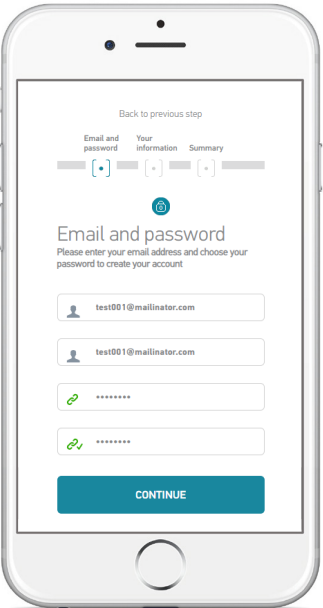 Back to previous step
Email and Your
password information Summary
Email and password
Please enter your email address and choose your
password to create your account
test001@mailinator.com
test001@mailinator.com
••••••••
••••••••
CONTINUE